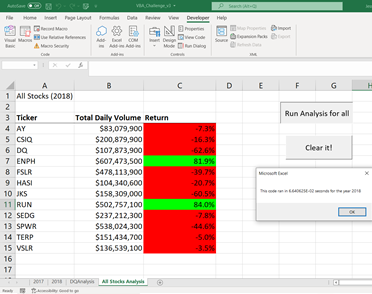 AutoSave Off VBA_Challenge_v3 Search
File Home Insert Page Layout Formulas Data Review View Developer Help
Visual Basic Macros Record Macro Use Relative References Macro Security
Add-ins Excel Add-ins COM Add-ins
Insert Design Mode Properties View Code Run Dialog
Source Map Properties Expansion Packs Refresh Data Import Export
Code Add-ins Controls XML
A B C D E F G H
1 All Stocks (2018)
2
3 Ticker Total Daily Volume Return
4 AY $83,079,900 -7.3%
5 CSIQ $200,879,900 -16.3%
6 DQ $107,873,900 -62.6%
7 ENPH $607,473,500 81.9%
8 FSLR $478,113,900 -39.7%
9 HASI $104,340,600 -20.7%
10 JKS $158,309,000 -60.5%
11 RUN $502,757,100 84.0%
12 SEDG $237,212,300 -7.8%
13 SPWR $538,024,300 -44.6%
14 TERP $151,434,700 -5.0%
15 VSLR $136,539,100 -3.5%
16
17
Run Analysis for all
Clear it!
Microsoft Excel
This code ran in 6.640625E-02 seconds for the year 2018
OK
2017 2018 DQAnalysis All Stocks Analysis
Ready Accessibility: Good to go